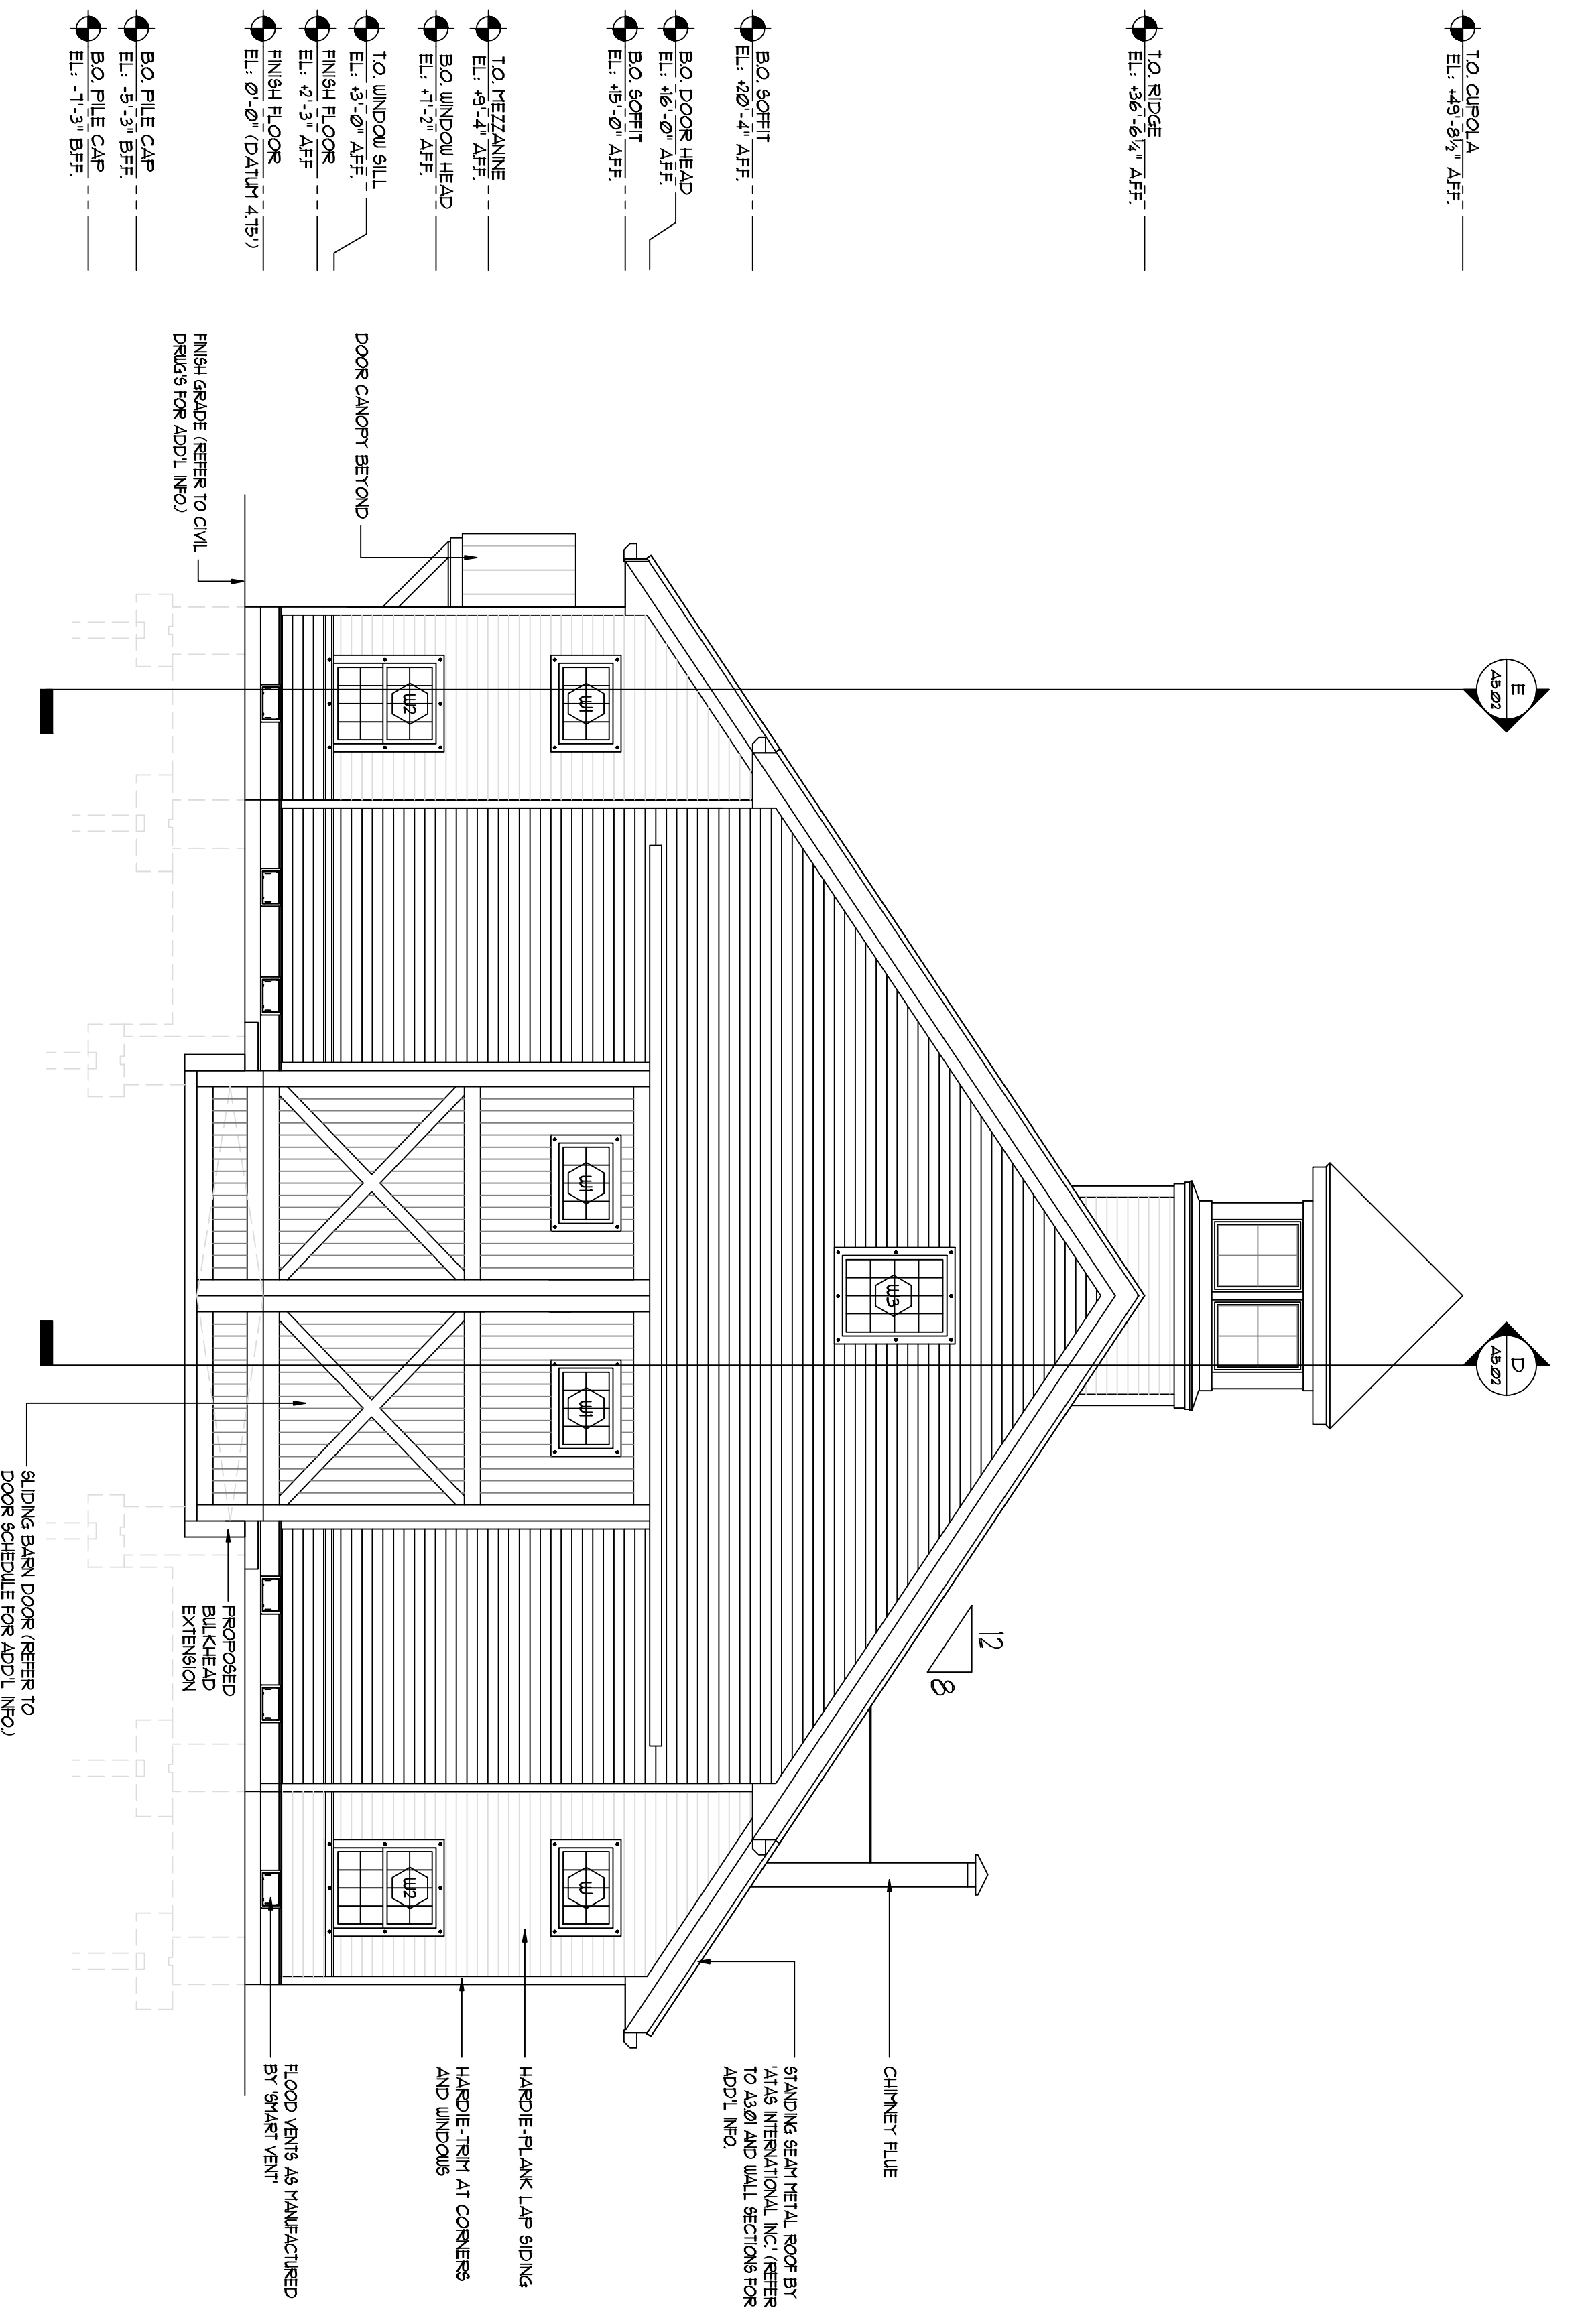 T.O. CUPOLA
EL: +49'-8½" A.F.F.
T.O. RIDGE
EL: +36'-6¼" A.F.F.
B.O. SOFFIT
EL: +20'-4" A.F.F.
B.O. DOOR HEAD
EL: +16'-0" A.F.F.
B.O. SOFFIT
EL: +15'-0" A.F.F.
T.O. MEZZANINE
EL: +9'-4" A.F.F.
B.O. WINDOW HEAD
EL: +7'-2" A.F.F.
T.O. WINDOW SILL
EL: +3'-0" A.F.F.
FINISH FLOOR
EL: +2'-3" A.F.F
FINISH FLOOR
EL: 0'-0" (DATUM 4.75')
B.O. PILE CAP
EL: -5'-3" B.F.F.
B.O. PILE CAP
EL: -7'-3" B.F.F.
E
A5.02
D
A5.02
DOOR CANOPY BEYOND
FINISH GRADE (REFER TO CIVIL
DRWG'S FOR ADD'L INFO.)
W1
W2
W1
W3
W1
W
W2
12
8
CHIMNEY FLUE
STANDING SEAM METAL ROOF BY
'ATAS INTERNATIONAL INC.' (REFER
TO A3.01 AND WALL SECTIONS FOR
ADD'L INFO.
HARDIE-PLANK LAP SIDING
HARDIE-TRIM AT CORNERS
AND WINDOWS
FLOOD VENTS AS MANUFACTURED
BY 'SMART VENT'
PROPOSED
BULKHEAD
EXTENSION
SLIDING BARN DOOR (REFER TO
DOOR SCHEDULE FOR ADD'L INFO.)